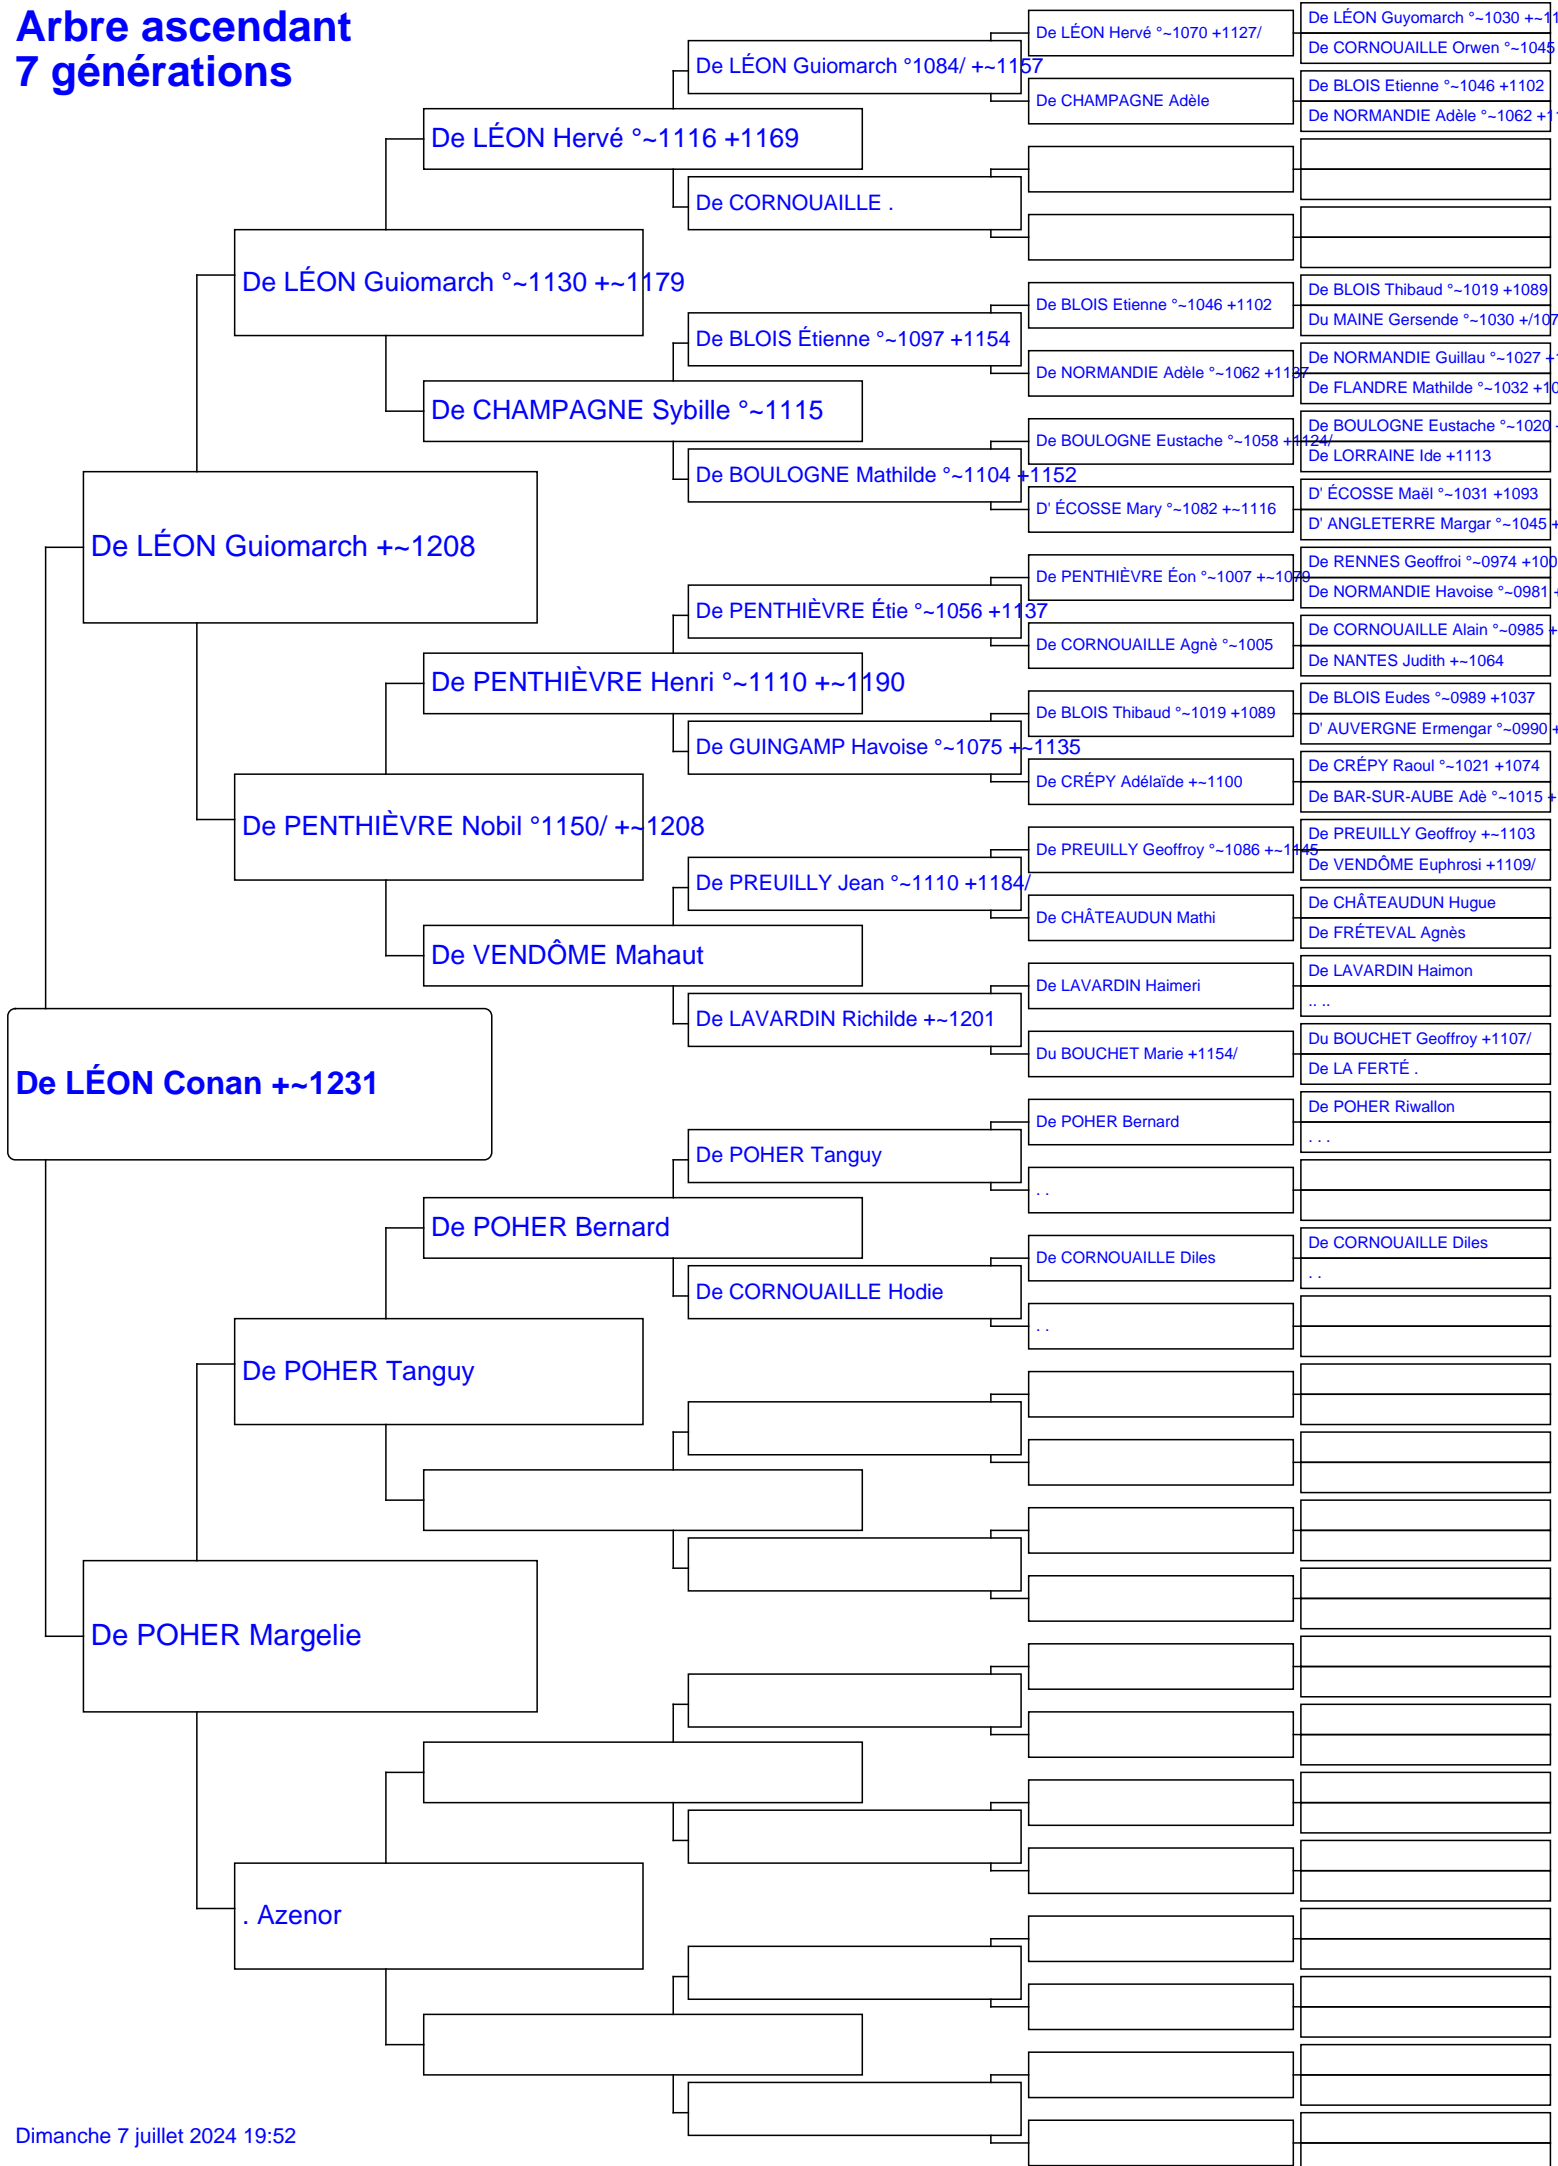 Arbre ascendant
7 générations
De LÉON Conan +~1231
De LÉON Guiomarch +~1208
De POHER Margelie
De LÉON Guiomarch °~1130 +~1179
De PENTHIÈVRE Nobil °1150/ +~1208
De POHER Tanguy
. Azenor
De LÉON Hervé °~1116 +1169
De CHAMPAGNE Sybille °~1115
De PENTHIÈVRE Henri °~1110 +~1190
De VENDÔME Mahaut
De POHER Bernard
De LÉON Guiomarch °1084/ +~1157
De CORNOUAILLE .
De BLOIS Étienne °~1097 +1154
De BOULOGNE Mathilde °~1104 +1152
De PENTHIÈVRE Étie °~1056 +1137
De GUINGAMP Havoise °~1075 +~1135
De PREUILLY Jean °~1110 +1184/
De LAVARDIN Richilde +~1201
De POHER Tanguy
De CORNOUAILLE Hodie
De LÉON Hervé °~1070 +1127/
De CHAMPAGNE Adèle
De BLOIS Etienne °~1046 +1102
De NORMANDIE Adèle °~1062 +1137
De BOULOGNE Eustache °~1058 +1124/
D' ÉCOSSE Mary °~1082 +~1116
De PENTHIÈVRE Éon °~1007 +~1079
De CORNOUAILLE Agnè °~1005
De BLOIS Thibaud °~1019 +1089
De CRÉPY Adélaïde +~1100
De PREUILLY Geoffroy °~1086 +~1145
De CHÂTEAUDUN Mathi
De LAVARDIN Haimeri
Du BOUCHET Marie +1154/
De POHER Bernard
. .
De CORNOUAILLE Diles
. .
De LÉON Guyomarch °~1030 +~1
De CORNOUAILLE Orwen °~1045
De BLOIS Etienne °~1046 +1102
De NORMANDIE Adèle °~1062 +1
De BLOIS Thibaud °~1019 +1089
Du MAINE Gersende °~1030 +/107
De NORMANDIE Guillau °~1027 +
De FLANDRE Mathilde °~1032 +10
De BOULOGNE Eustache °~1020
De LORRAINE Ide +1113
D' ÉCOSSE Maël °~1031 +1093
D' ANGLETERRE Margar °~1045 +
De RENNES Geoffroi °~0974 +100
De NORMANDIE Havoise °~0981 +
De CORNOUAILLE Alain °~0985 +
De NANTES Judith +~1064
De BLOIS Eudes °~0989 +1037
D' AUVERGNE Ermengar °~0990 +
De CRÉPY Raoul °~1021 +1074
De BAR-SUR-AUBE Adè °~1015 +
De PREUILLY Geoffroy +~1103
De VENDÔME Euphrosi +1109/
De CHÂTEAUDUN Hugue
De FRÉTEVAL Agnès
De LAVARDIN Haimon
.. ..
Du BOUCHET Geoffroy +1107/
De LA FERTÉ .
De POHER Riwallon
. . .
De CORNOUAILLE Diles
. .
Dimanche 7 juillet 2024 19:52